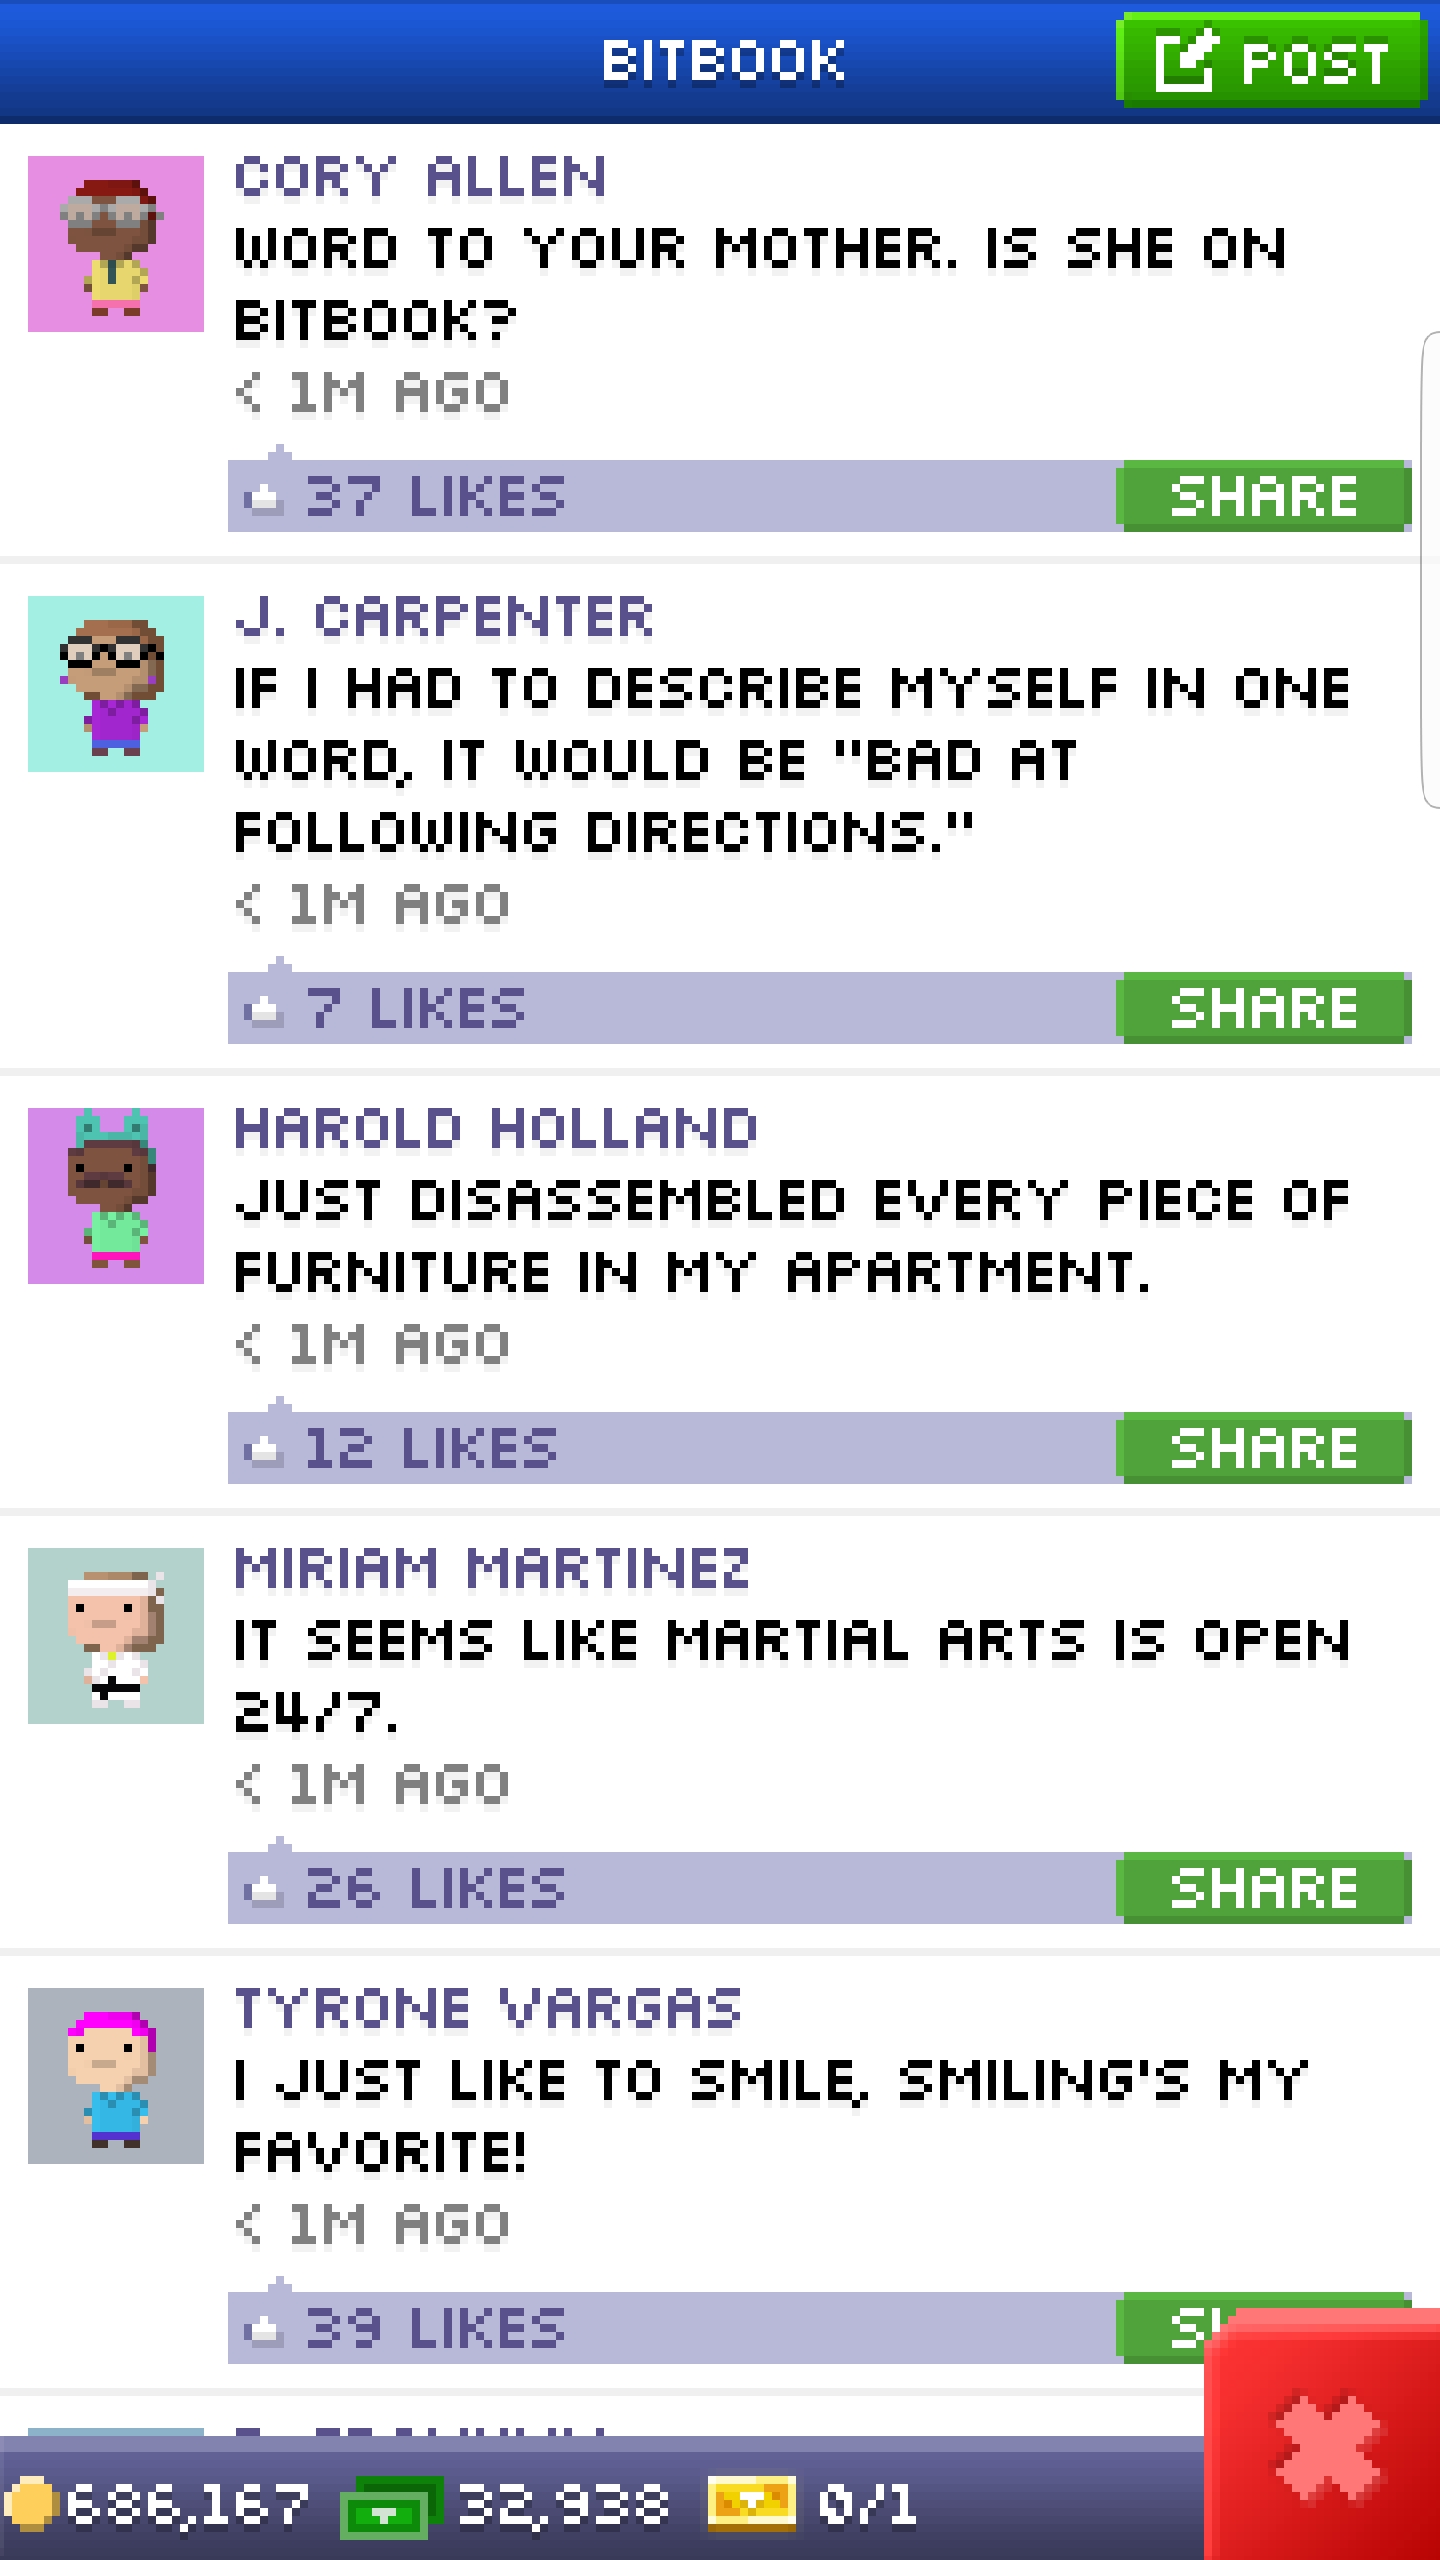 BITBOOK
POST
CORY ALLEN
WORD TO YOUR MOTHER. IS SHE ON
BITBOOK?
< 1M AGO
37 LIKES
SHARE
J. CARPENTER
IF I HAD TO DESCRIBE MYSELF IN ONE
WORD, IT WOULD BE "BAD AT
FOLLOWING DIRECTIONS."
< 1M AGO
7 LIKES
SHARE
HAROLD HOLLAND
JUST DISASSEMBLED EVERY PIECE OF
FURNITURE IN MY APARTMENT.
< 1M AGO
12 LIKES
SHARE
MIRIAM MARTINEZ
IT SEEMS LIKE MARTIAL ARTS IS OPEN
24/7.
< 1M AGO
26 LIKES
SHARE
TYRONE VARGAS
I JUST LIKE TO SMILE, SMILING'S MY
FAVORITE!
< 1M AGO
39 LIKES
686,167
32,938
0/1